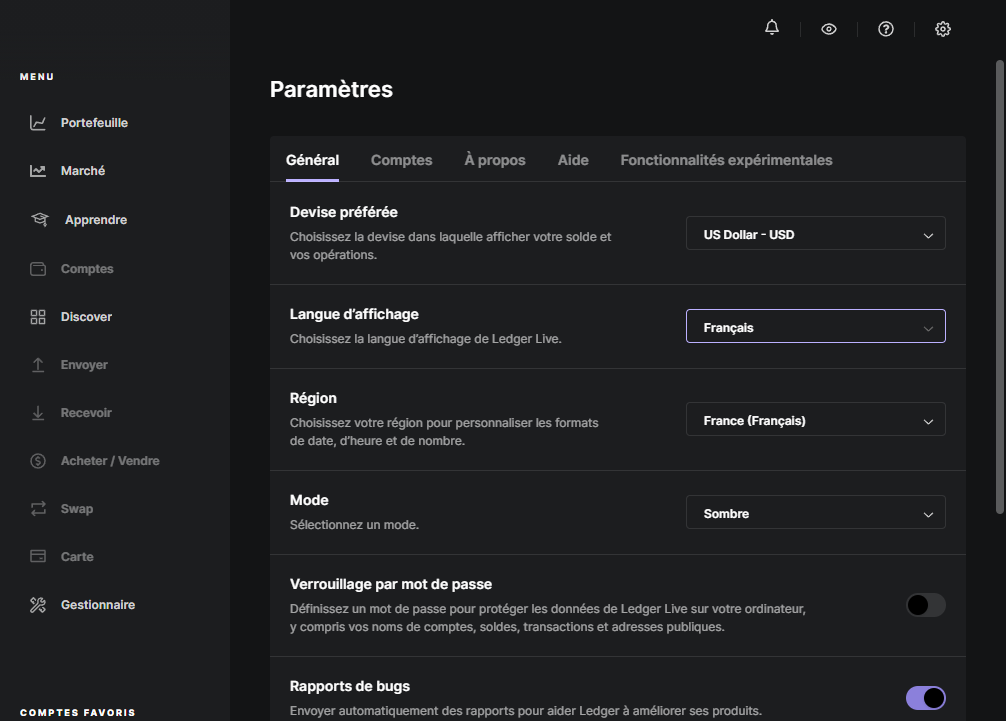 MENU
Portefeuille
Marché
Apprendre
Comptes
Discover
Envoyer
Recevoir
Acheter / Vendre
Swap
Carte
Gestionnaire
COMPTES FAVORIS
Paramètres
Général Comptes À propos Aide Fonctionnalités expérimentales
Devise préférée
Choisissez la devise dans laquelle afficher votre solde et
vos opérations.
US Dollar - USD
Langue d’affichage
Choisissez la langue d’affichage de Ledger Live.
Français
Région
Choisissez votre région pour personnaliser les formats
de date, d’heure et de nombre.
France (Français)
Mode
Sélectionnez un mode.
Sombre
Verrouillage par mot de passe
Définissez un mot de passe pour protéger les données de Ledger Live sur votre ordinateur,
y compris vos noms de comptes, soldes, transactions et adresses publiques.
Rapports de bugs
Envoyer automatiquement des rapports pour aider Ledger à améliorer ses produits.